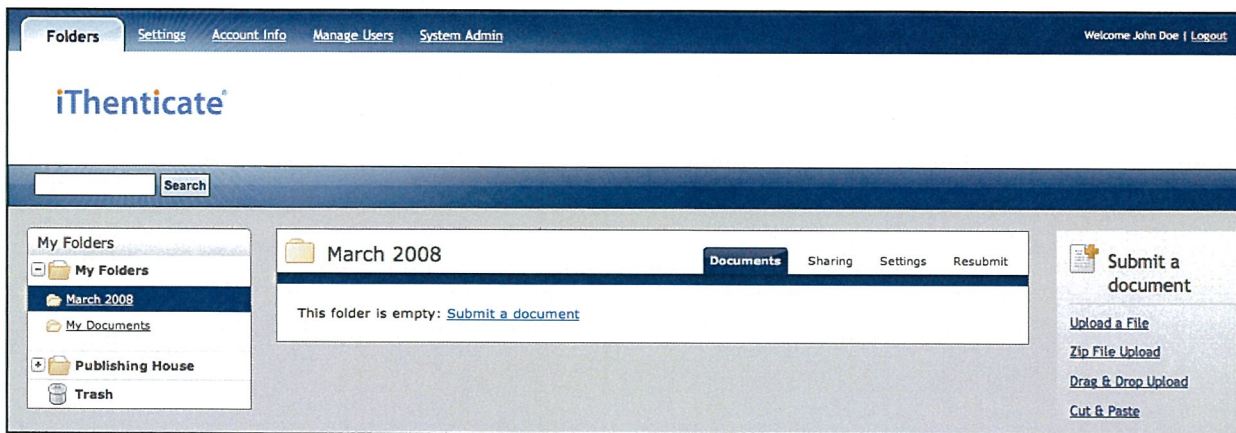 Folders Settings Account Info Manage Users System Admin Welcome John Doe | Logout
iThenticate®
Search
My Folders
My Folders
March 2008
My Documents
Publishing House
Trash
March 2008 Documents Sharing Settings Resubmit
This folder is empty: Submit a document
Submit a
document
Upload a File
Zip File Upload
Drag & Drop Upload
Cut & Paste